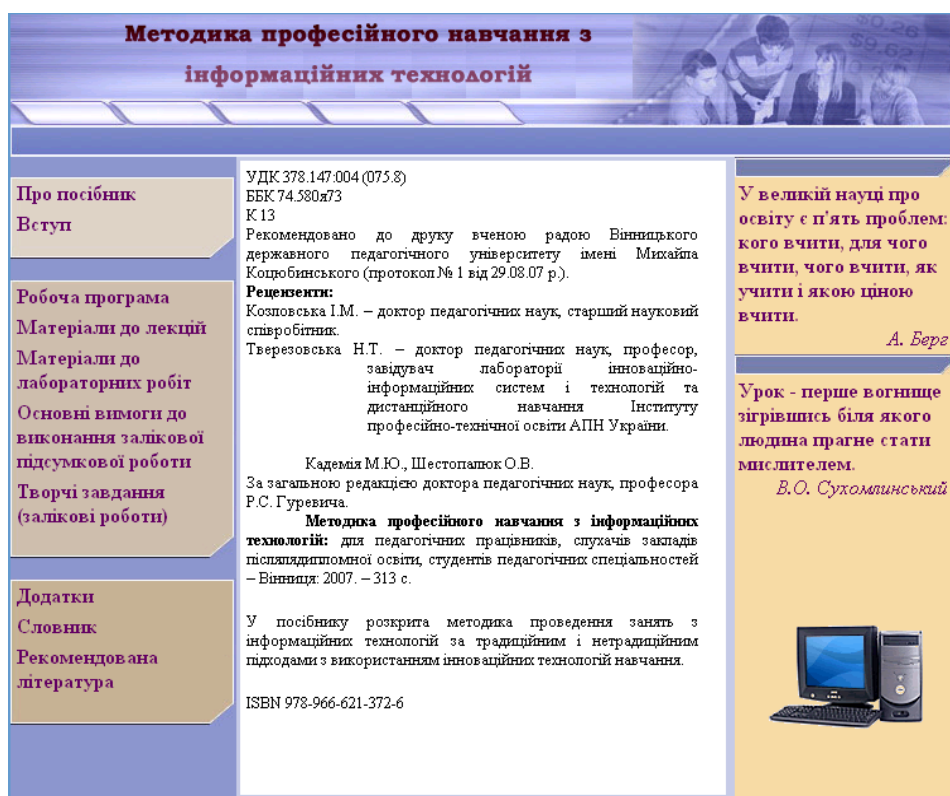 Методика професійного навчання з
інформаційних технологій
Про посібник
Вступ
Робоча програма
Матеріали до лекцій
Матеріали до
лабораторних робіт
Основні вимоги до
виконання залікової
підсумкової роботи
Творчі завдання
(залікові роботи)
Додатки
Словник
Рекомендована
література
УДК 378.147:004 (075.8)
ББК 74.580я73
К 13
Рекомендовано до друку вченою радою Вінницького
державного педагогічного університету імені Михайла
Коцюбинського (протокол № 1 від 29.08.07 р.).
Рецензенти:
Козловська І.М. – доктор педагогічних наук, старший науковий
співробітник.
Тверезовська Н.Т. – доктор педагогічних наук, професор,
завідувач лабораторії інноваційно-
інформаційних систем і технологій та
дистанційного навчання Інституту
професійно-технічної освіти АПН України.
Кадемія М.Ю., Шестопалюк О.В.
За загальною редакцією доктора педагогічних наук, професора
Р.С. Гуревича.
Методика професійного навчання з інформаційних
технологій: для педагогічних працівників, слухачів закладів
післялядипломної освіти, студентів педагогічних спеціальностей
– Вінниця: 2007. – 313 с.
У посібнику розкрита методика проведення занять з
інформаційних технологій за традиційним і нетрадиційним
підходами з використанням інноваційних технологій навчання.
ISBN 978-966-621-372-6
У великій науці про
освіту є п'ять проблем:
кого вчити, для чого
вчити, чого вчити, як
учити і якою ціною
вчити.
А. Берг
Урок - перше вогнище
зігрівшись біля якого
людина прагне стати
мислителем.
В.О. Сухомлинський
$0.26
$9.62